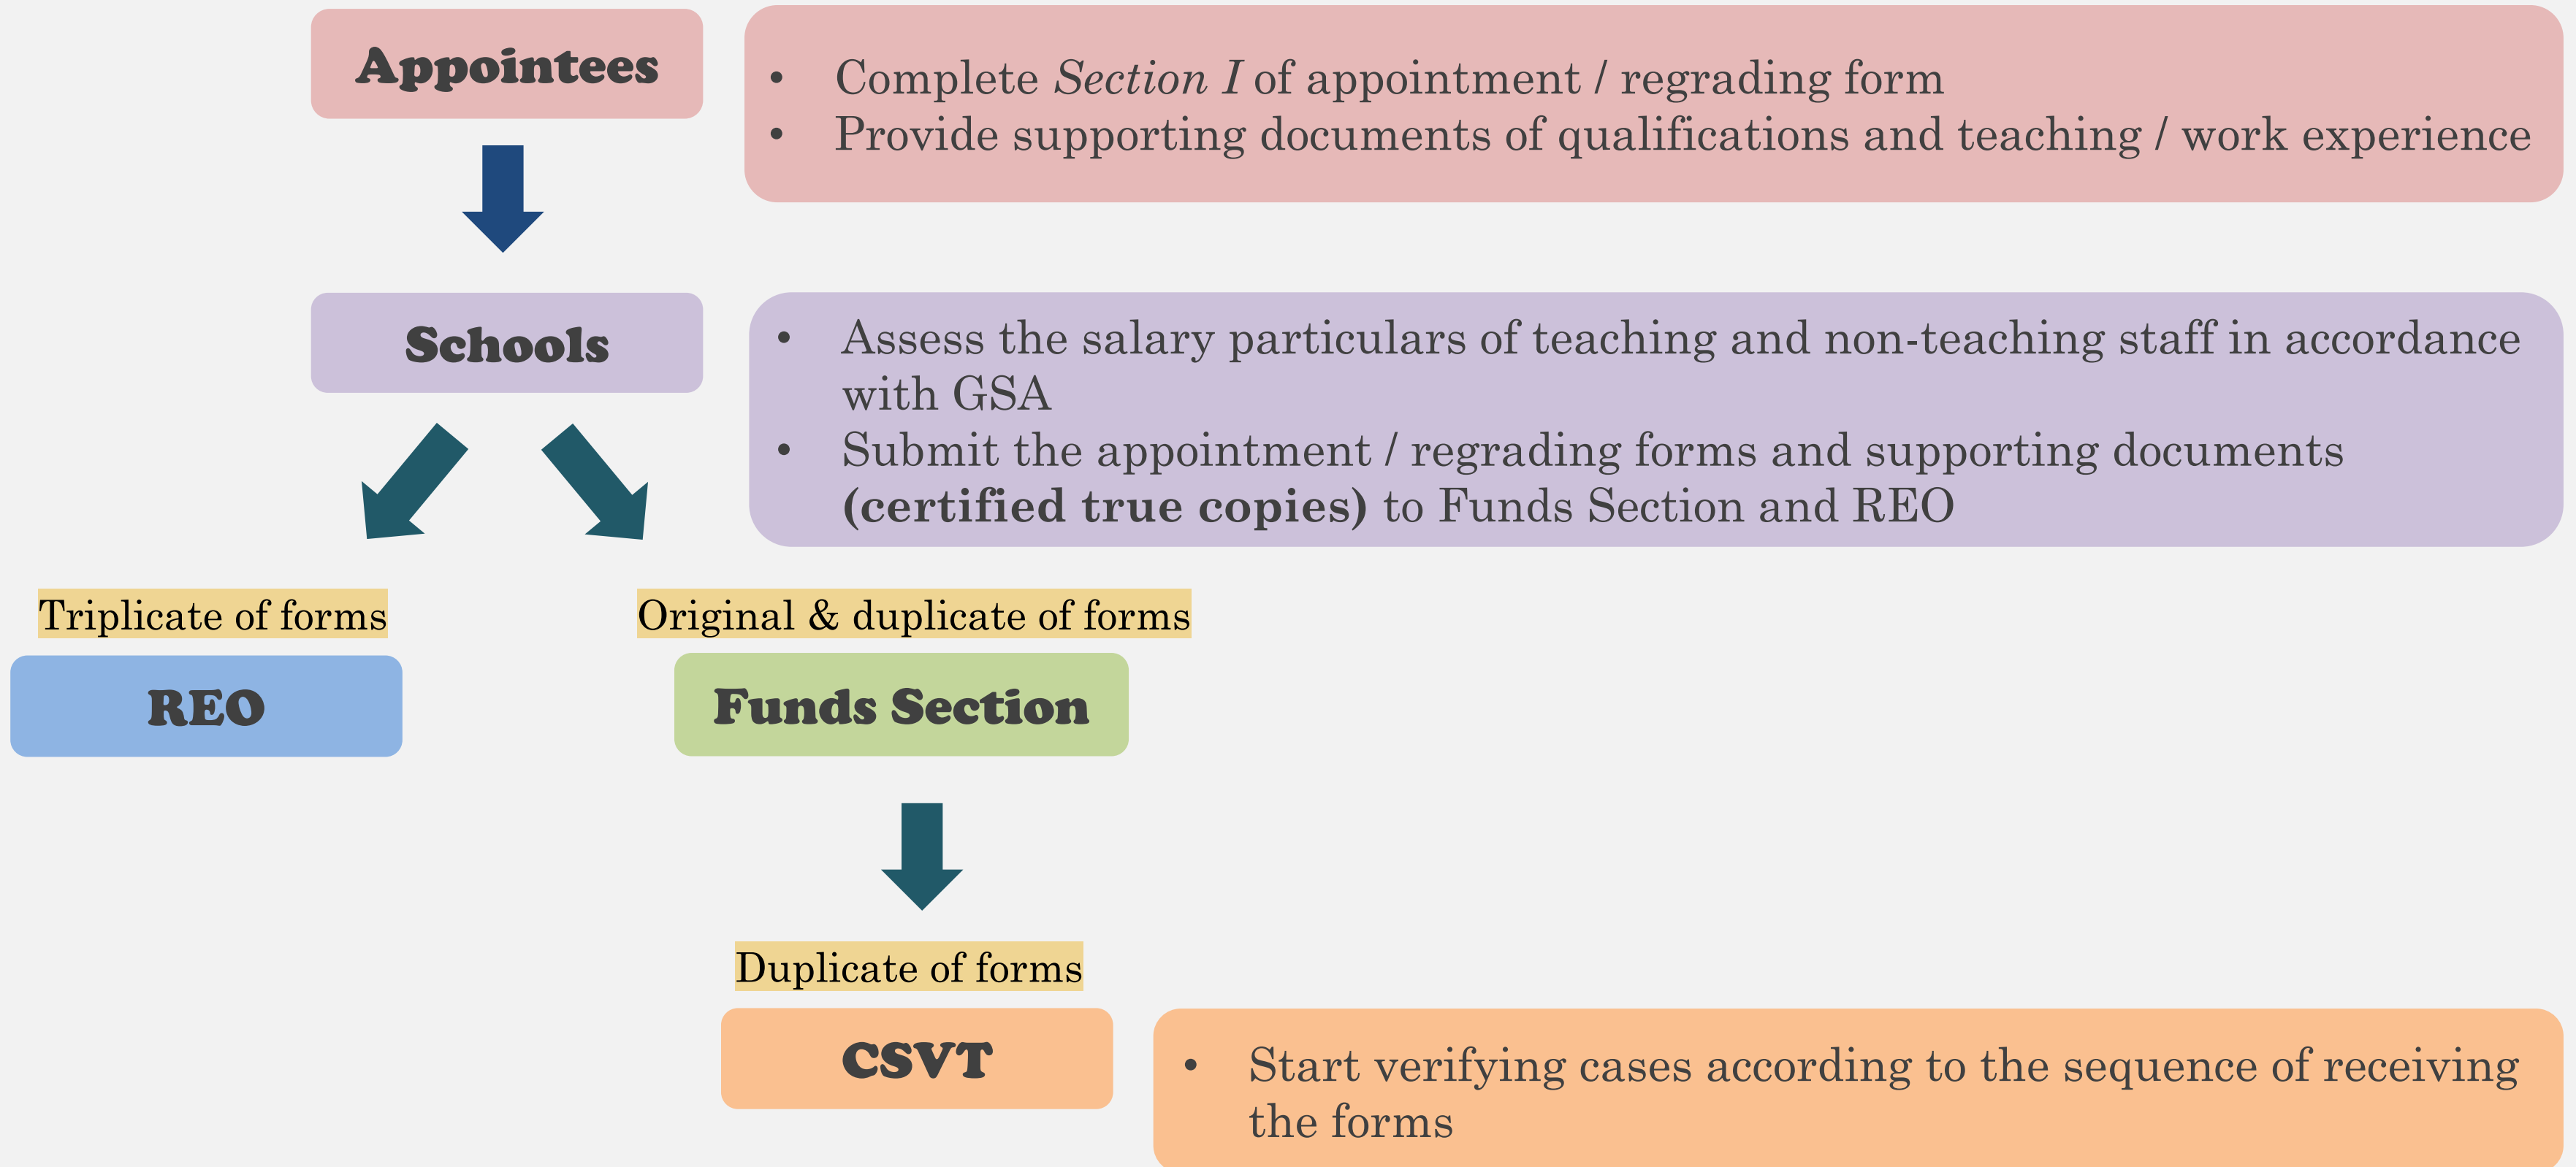 Appointees
• Complete Section I of appointment / regrading form
• Provide supporting documents of qualifications and teaching / work experience
Schools
• Assess the salary particulars of teaching and non-teaching staff in accordance
with GSA
• Submit the appointment / regrading forms and supporting documents
(certified true copies) to Funds Section and REO
Triplicate of forms
Original & duplicate of forms
REO
Funds Section
Duplicate of forms
CSVT
• Start verifying cases according to the sequence of receiving
the forms